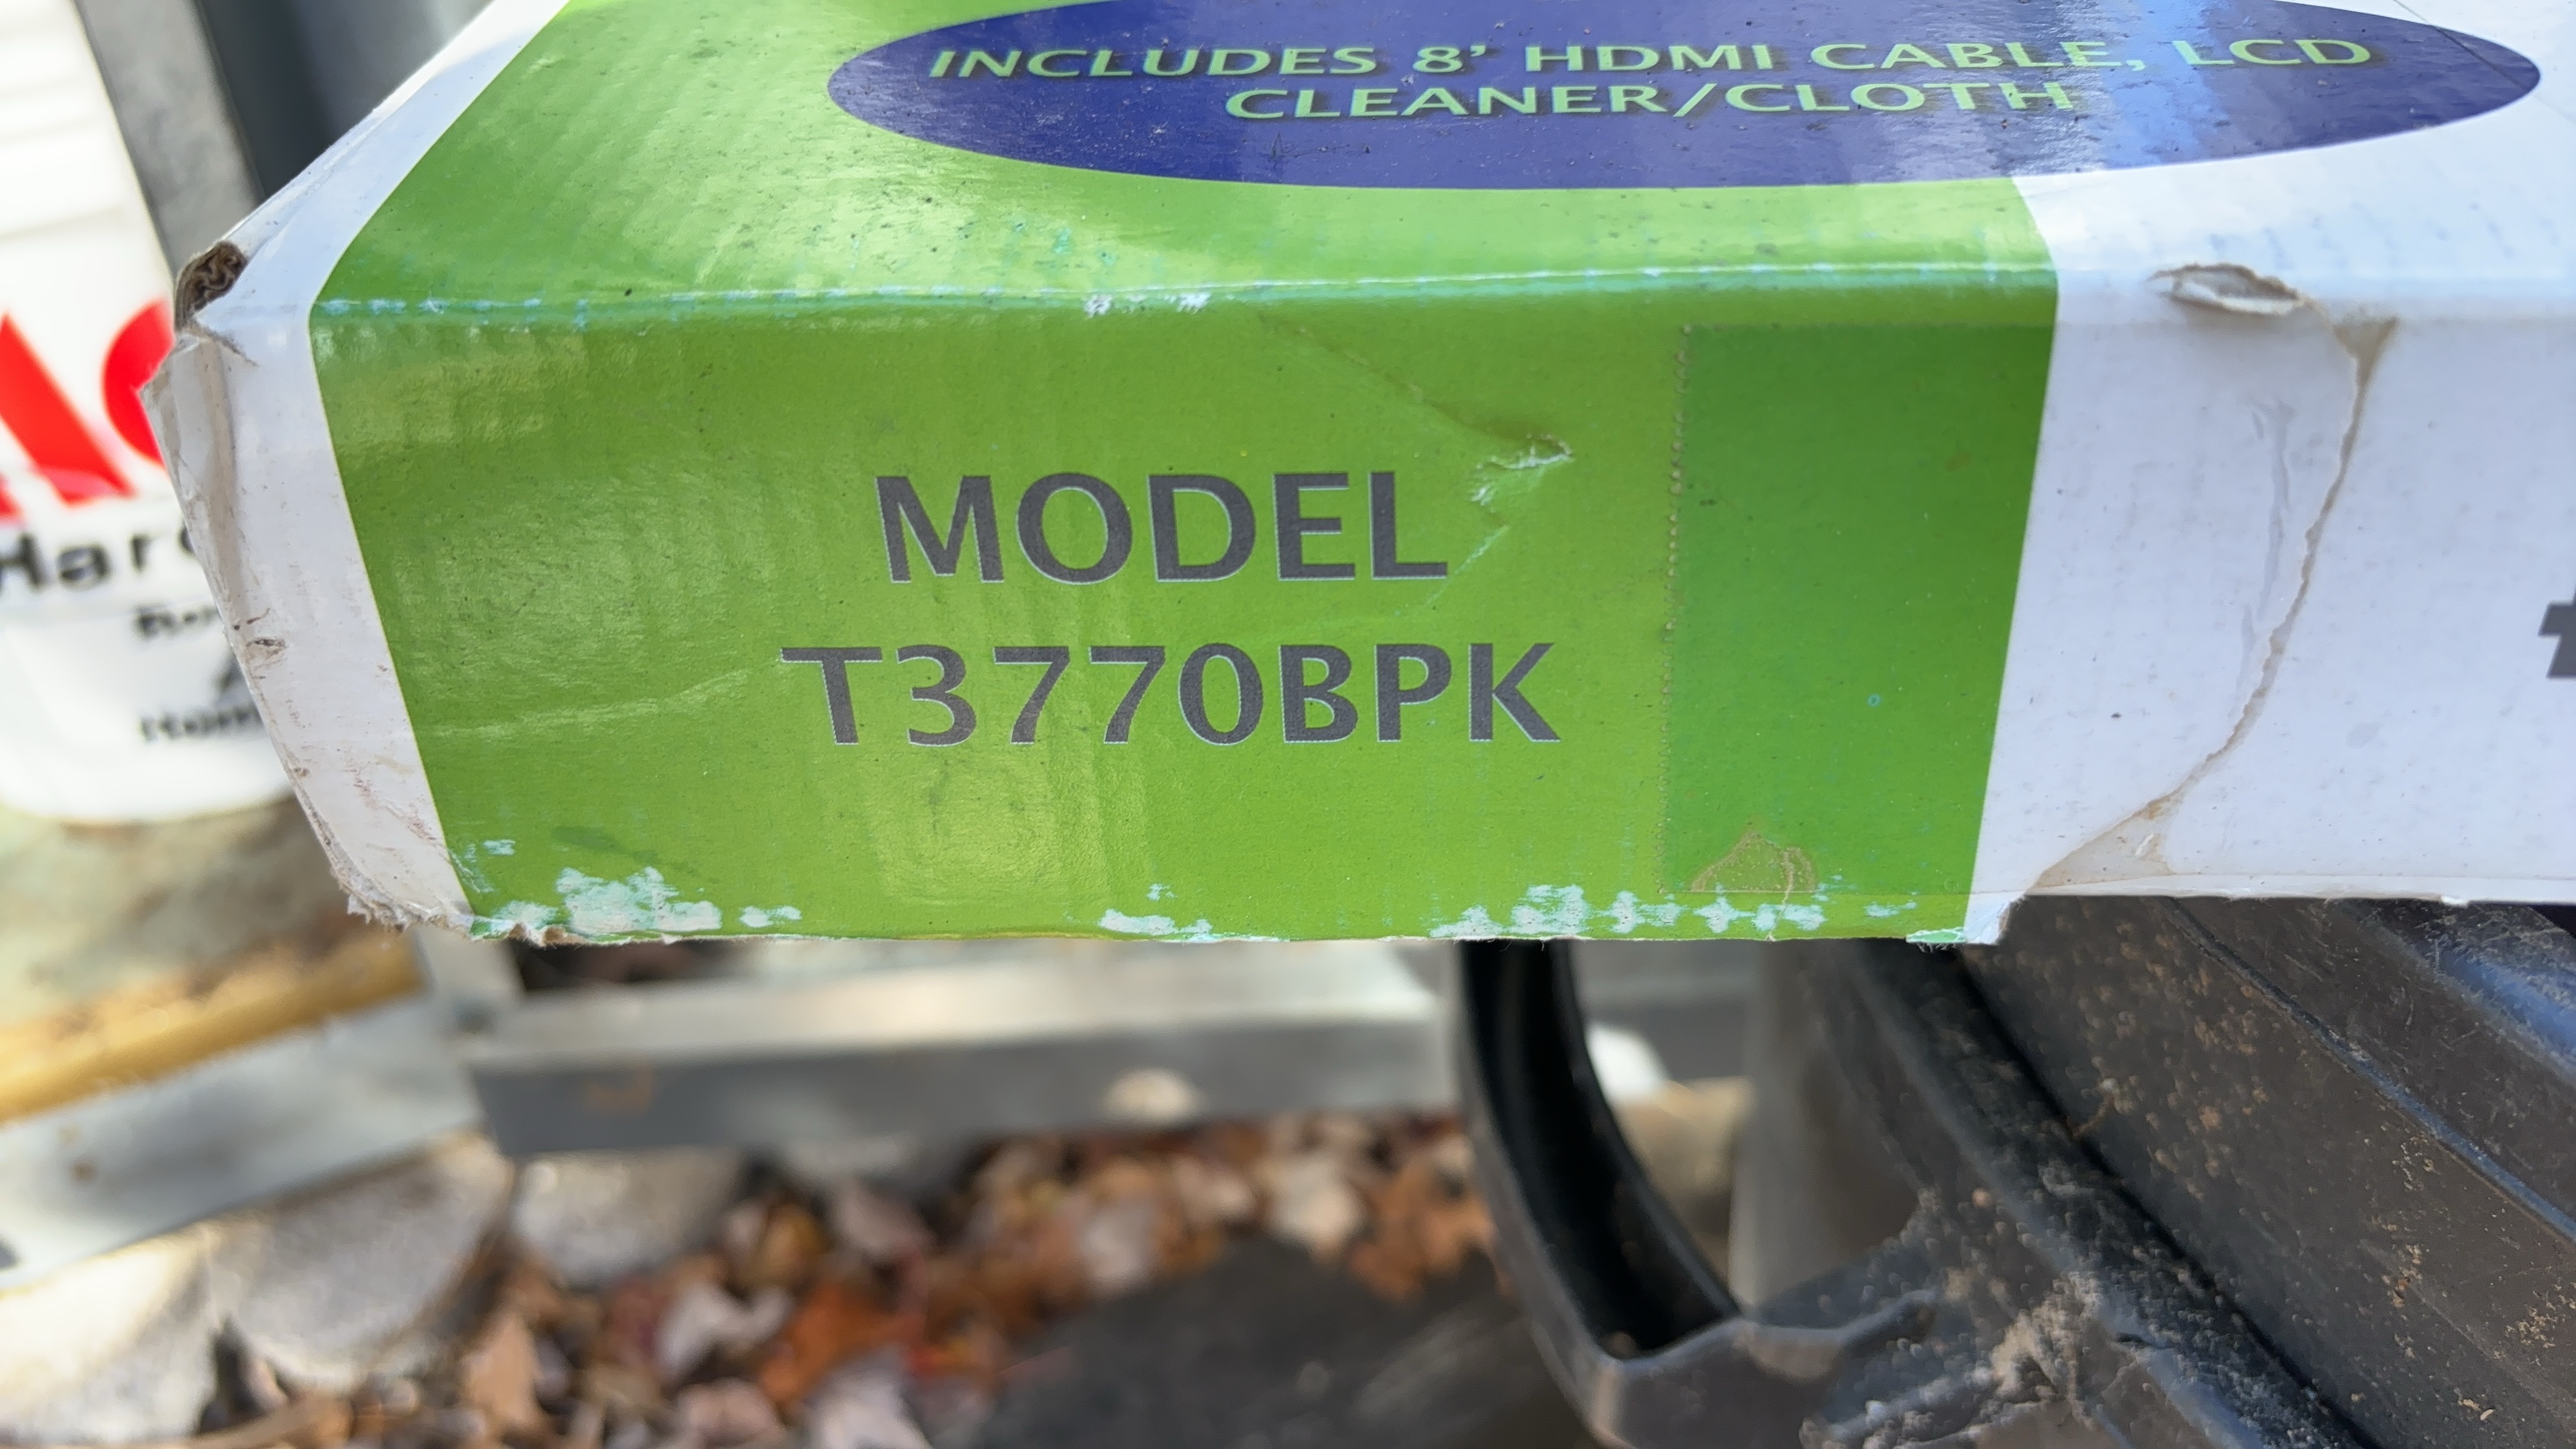 INCLUDES 8’ HDMI CABLE, LCD
CLEANER/CLOTH
MODEL
T3770BPK